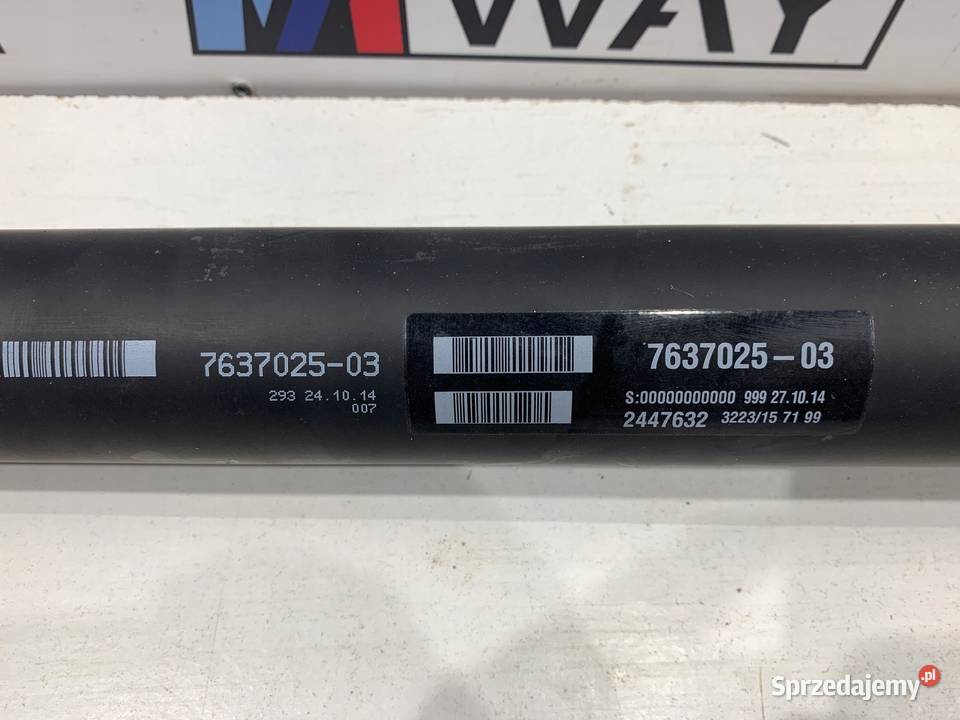 WAY
7637025-03
293 24.10.14
007
7637025-03
S:00000000000 999 27.10.14
2447632 3223/15 71 99
Sprzedajemy.pl